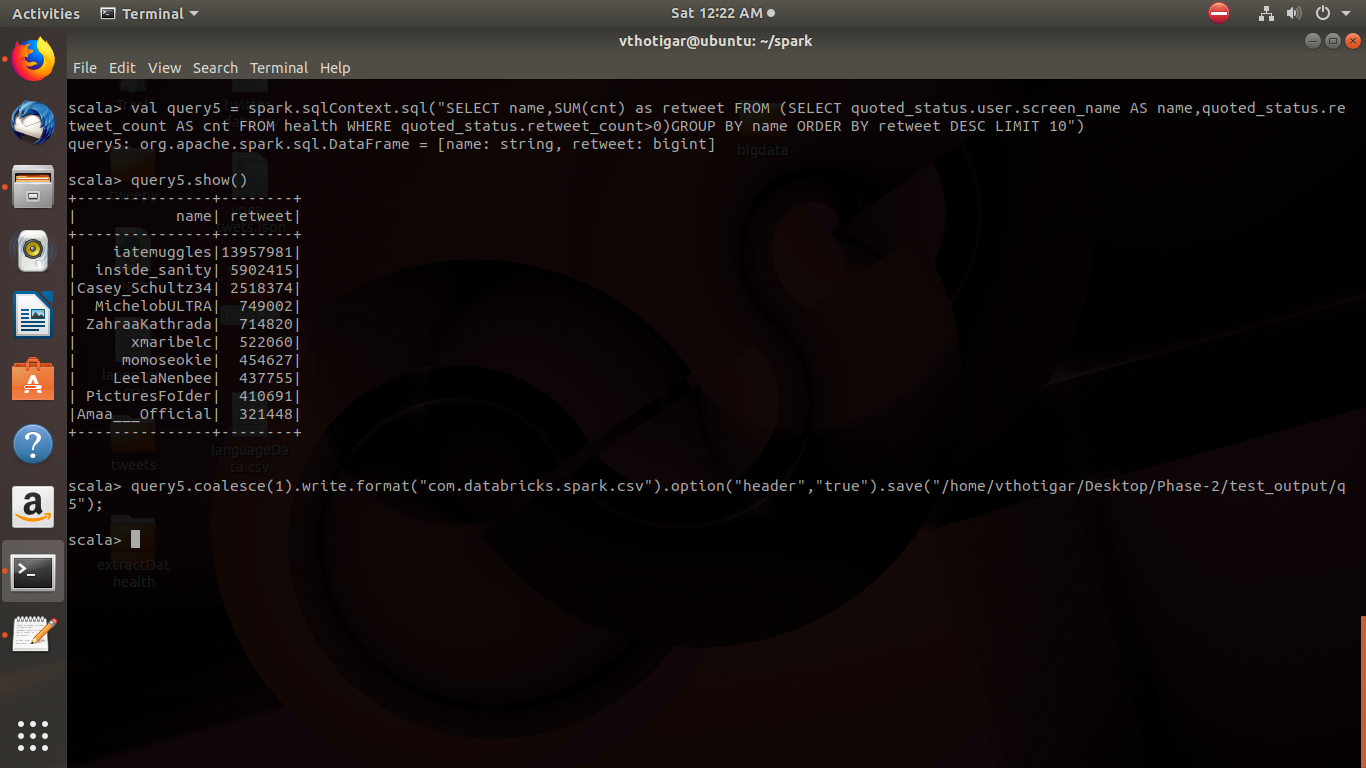 Activities Terminal Sat 12:22 AM
vthotigar@ubuntu: ~/spark
File Edit View Search Terminal Help
scala> val query5 = spark.sqlContext.sql("SELECT name,SUM(cnt) as retweet FROM (SELECT quoted_status.user.screen_name AS name,quoted_status.re
tweet_count AS cnt FROM health WHERE quoted_status.retweet_count>0)GROUP BY name ORDER BY retweet DESC LIMIT 10")
query5: org.apache.spark.sql.DataFrame = [name: string, retweet: bigint]
bigdata
scala> query5.show()
+---------------+--------+
|           name| retweet|
+---------------+--------+
|    iatemuggles|13957981|
|  inside_sanity| 5902415|
|Casey_Schultz34| 2518374|
|  MichelobULTRA|  749002|
| ZahraaKathrada|  714820|
|      xmaribelc|  522060|
|     momoseokie|  454627|
|    LeelaNenbee|  437755|
| PicturesFoIder|  410691|
|Amaa___Official|  321448|
+---------------+--------+
tweets
languageDa
ta.csv
scala> query5.coalesce(1).write.format("com.databricks.spark.csv").option("header","true").save("/home/vthotigar/Desktop/Phase-2/test_output/q
5");
scala>
extractDat
health